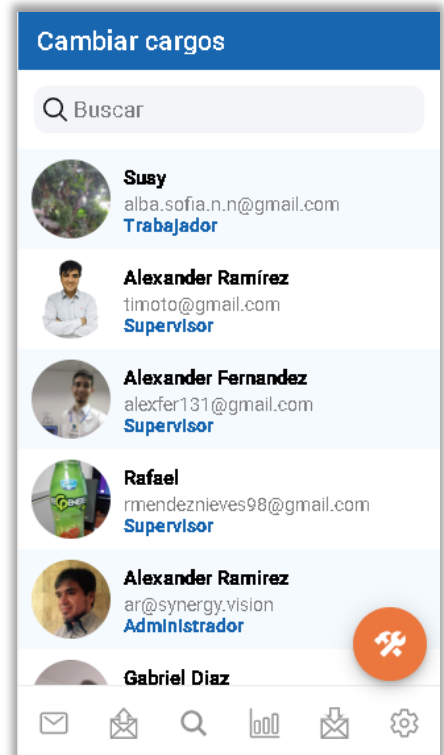 Cambiar cargos
Buscar
Susy
alba.sofia.n.n@gmail.com
Trabajador
Alexander Ramírez
timoto@gmail.com
Supervisor
Alexander Fernandez
alexfer131@gmail.com
Supervisor
Rafael
rmendeznieves98@gmail.com
Supervisor
Alexander Ramirez
ar@synergy.vision
Administrador
Gabriel Diaz